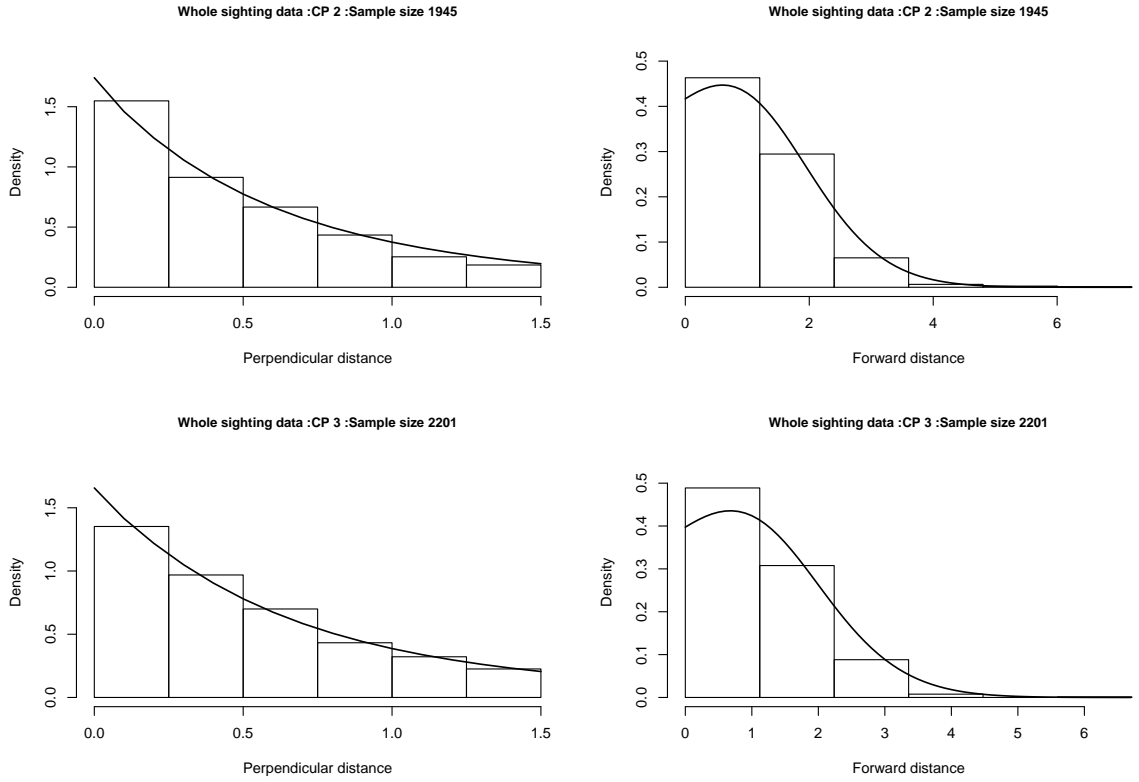 Whole sighting data :CP 2 :Sample size 1945
Density
0.0 0.5 1.0 1.5
0.0 0.5 1.0 1.5
Perpendicular distance
Whole sighting data :CP 2 :Sample size 1945
Density
0.0 0.1 0.2 0.3 0.4 0.5
0 2 4 6
Forward distance
Whole sighting data :CP 3 :Sample size 2201
Density
0.0 0.5 1.0 1.5
0.0 0.5 1.0 1.5
Perpendicular distance
Whole sighting data :CP 3 :Sample size 2201
Density
0.0 0.1 0.2 0.3 0.4 0.5
0 1 2 3 4 5 6
Forward distance